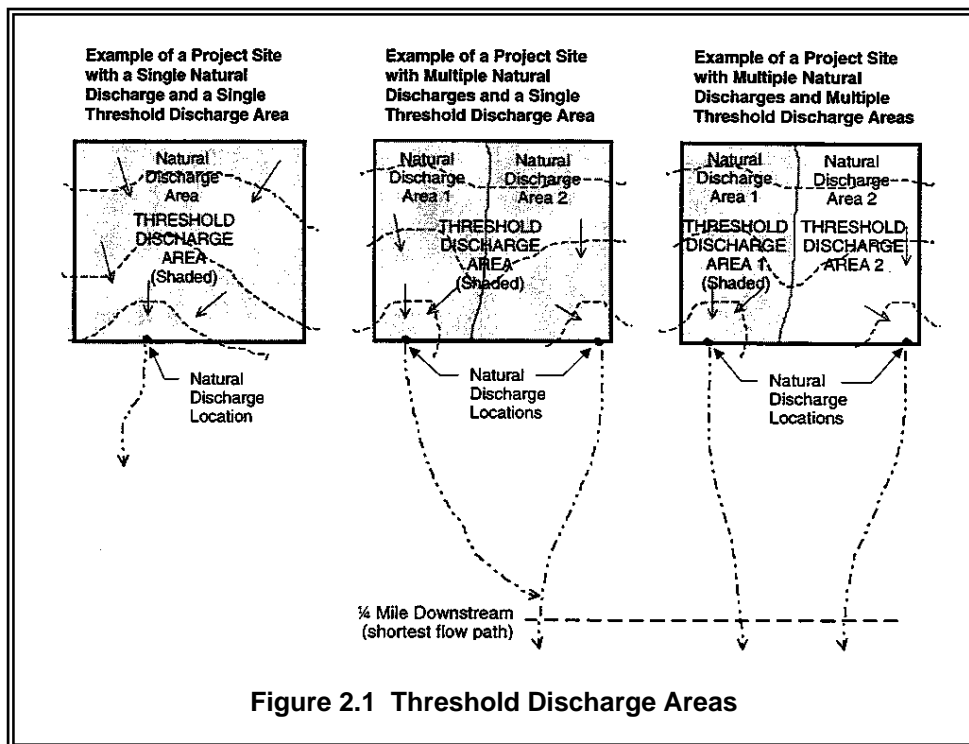 Example of a Project Site
with a Single Natural
Discharge and a Single
Threshold Discharge Area
Natural
Discharge
Area
THRESHOLD
DISCHARGE
AREA
(Shaded)
Natural
Discharge
Location
Example of a Project Site
with Multiple Natural
Discharges and a Single
Threshold Discharge Area
Natural
Discharge
Area 1
Natural
Discharge
Area 2
THRESHOLD
DISCHARGE
AREA
(Shaded)
Natural
Discharge
Locations
Example of a Project Site
with Multiple Natural
Discharges and Multiple
Threshold Discharge Areas
Natural
Discharge
Area 1
Natural
Discharge
Area 2
THRESHOLD
DISCHARGE
AREA 1
(Shaded)
THRESHOLD
DISCHARGE
AREA 2
Natural
Discharge
Locations
¼ Mile Downstream
(shortest flow path)
Figure 2.1 Threshold Discharge Areas